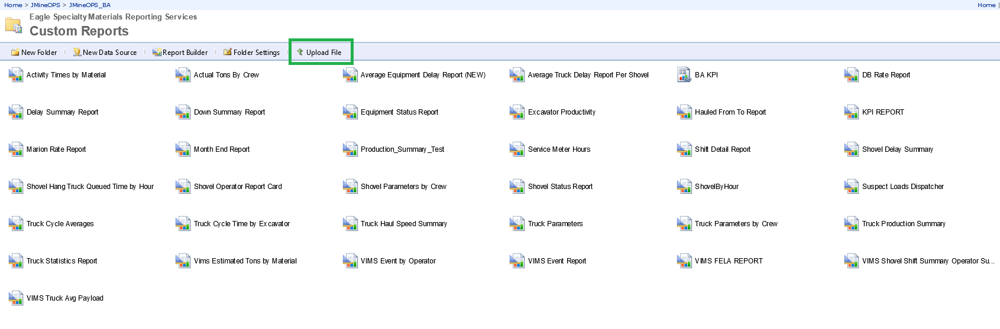 Home > JMineOPS > JMineOPS_BA
Home |
Eagle Specialty Materials Reporting Services
Custom Reports
New Folder | New Data Source | Report Builder | Folder Settings | Upload File
Activity Times by Material
Actual Tons By Crew
Average Equipment Delay Report (NEW)
Average Truck Delay Report Per Shovel
BA KPI
DB Rate Report
Delay Summary Report
Down Summary Report
Equipment Status Report
Excavator Productivity
Hauled From To Report
KPI REPORT
Marion Rate Report
Month End Report
Production_Summary_Test
Service Meter Hours
Shift Detail Report
Shovel Delay Summary
Shovel Hang Truck Queued Time by Hour
Shovel Operator Report Card
Shovel Parameters by Crew
Shovel Status Report
ShovelByHour
Suspect Loads Dispatcher
Truck Cycle Averages
Truck Cycle Time by Excavator
Truck Haul Speed Summary
Truck Parameters
Truck Parameters by Crew
Truck Production Summary
Truck Statistics Report
Vims Estimated Tons by Material
VIMS Event by Operator
VIMS Event Report
VIMS FELA REPORT
VIMS Shovel Shift Summary Operator Su...
VIMS Truck Avg Payload